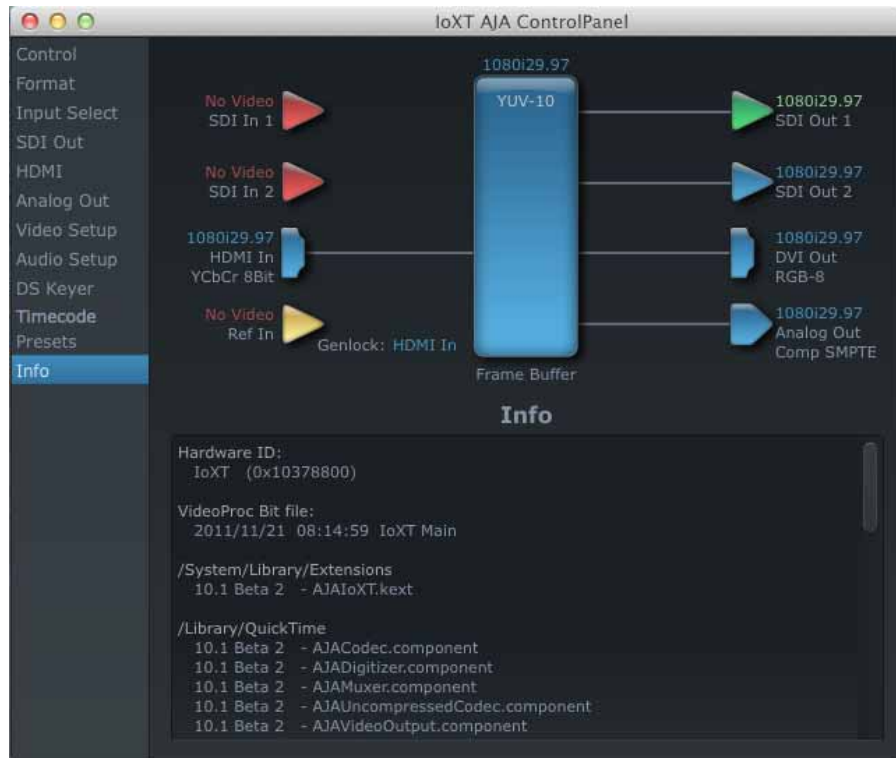 IoXT AJA ControlPanel
Control
Format
Input Select
SDI Out
HDMI
Analog Out
Video Setup
Audio Setup
DS Keyer
Timecode
Presets
Info
1080i29.97
YUV-10
Frame Buffer
No Video
SDI In 1
No Video
SDI In 2
1080i29.97
HDMI In
YCbCr 8Bit
No Video
Ref In
Genlock: HDMI In
1080i29.97
SDI Out 1
1080i29.97
SDI Out 2
1080i29.97
DVI Out
RGB-8
1080i29.97
Analog Out
Comp SMPTE
Info
Hardware ID:
IoXT (0x10378800)
VideoProc Bit file:
2011/11/21 08:14:59 IoXT Main
/System/Library/Extensions
10.1 Beta 2 - AJAIoXT.kext
/Library/QuickTime
10.1 Beta 2 - AJACodec.component
10.1 Beta 2 - AJADigitizer.component
10.1 Beta 2 - AJAMuxer.component
10.1 Beta 2 - AJAUncompressedCodec.component
10.1 Beta 2 - AJAVideoOutput.component